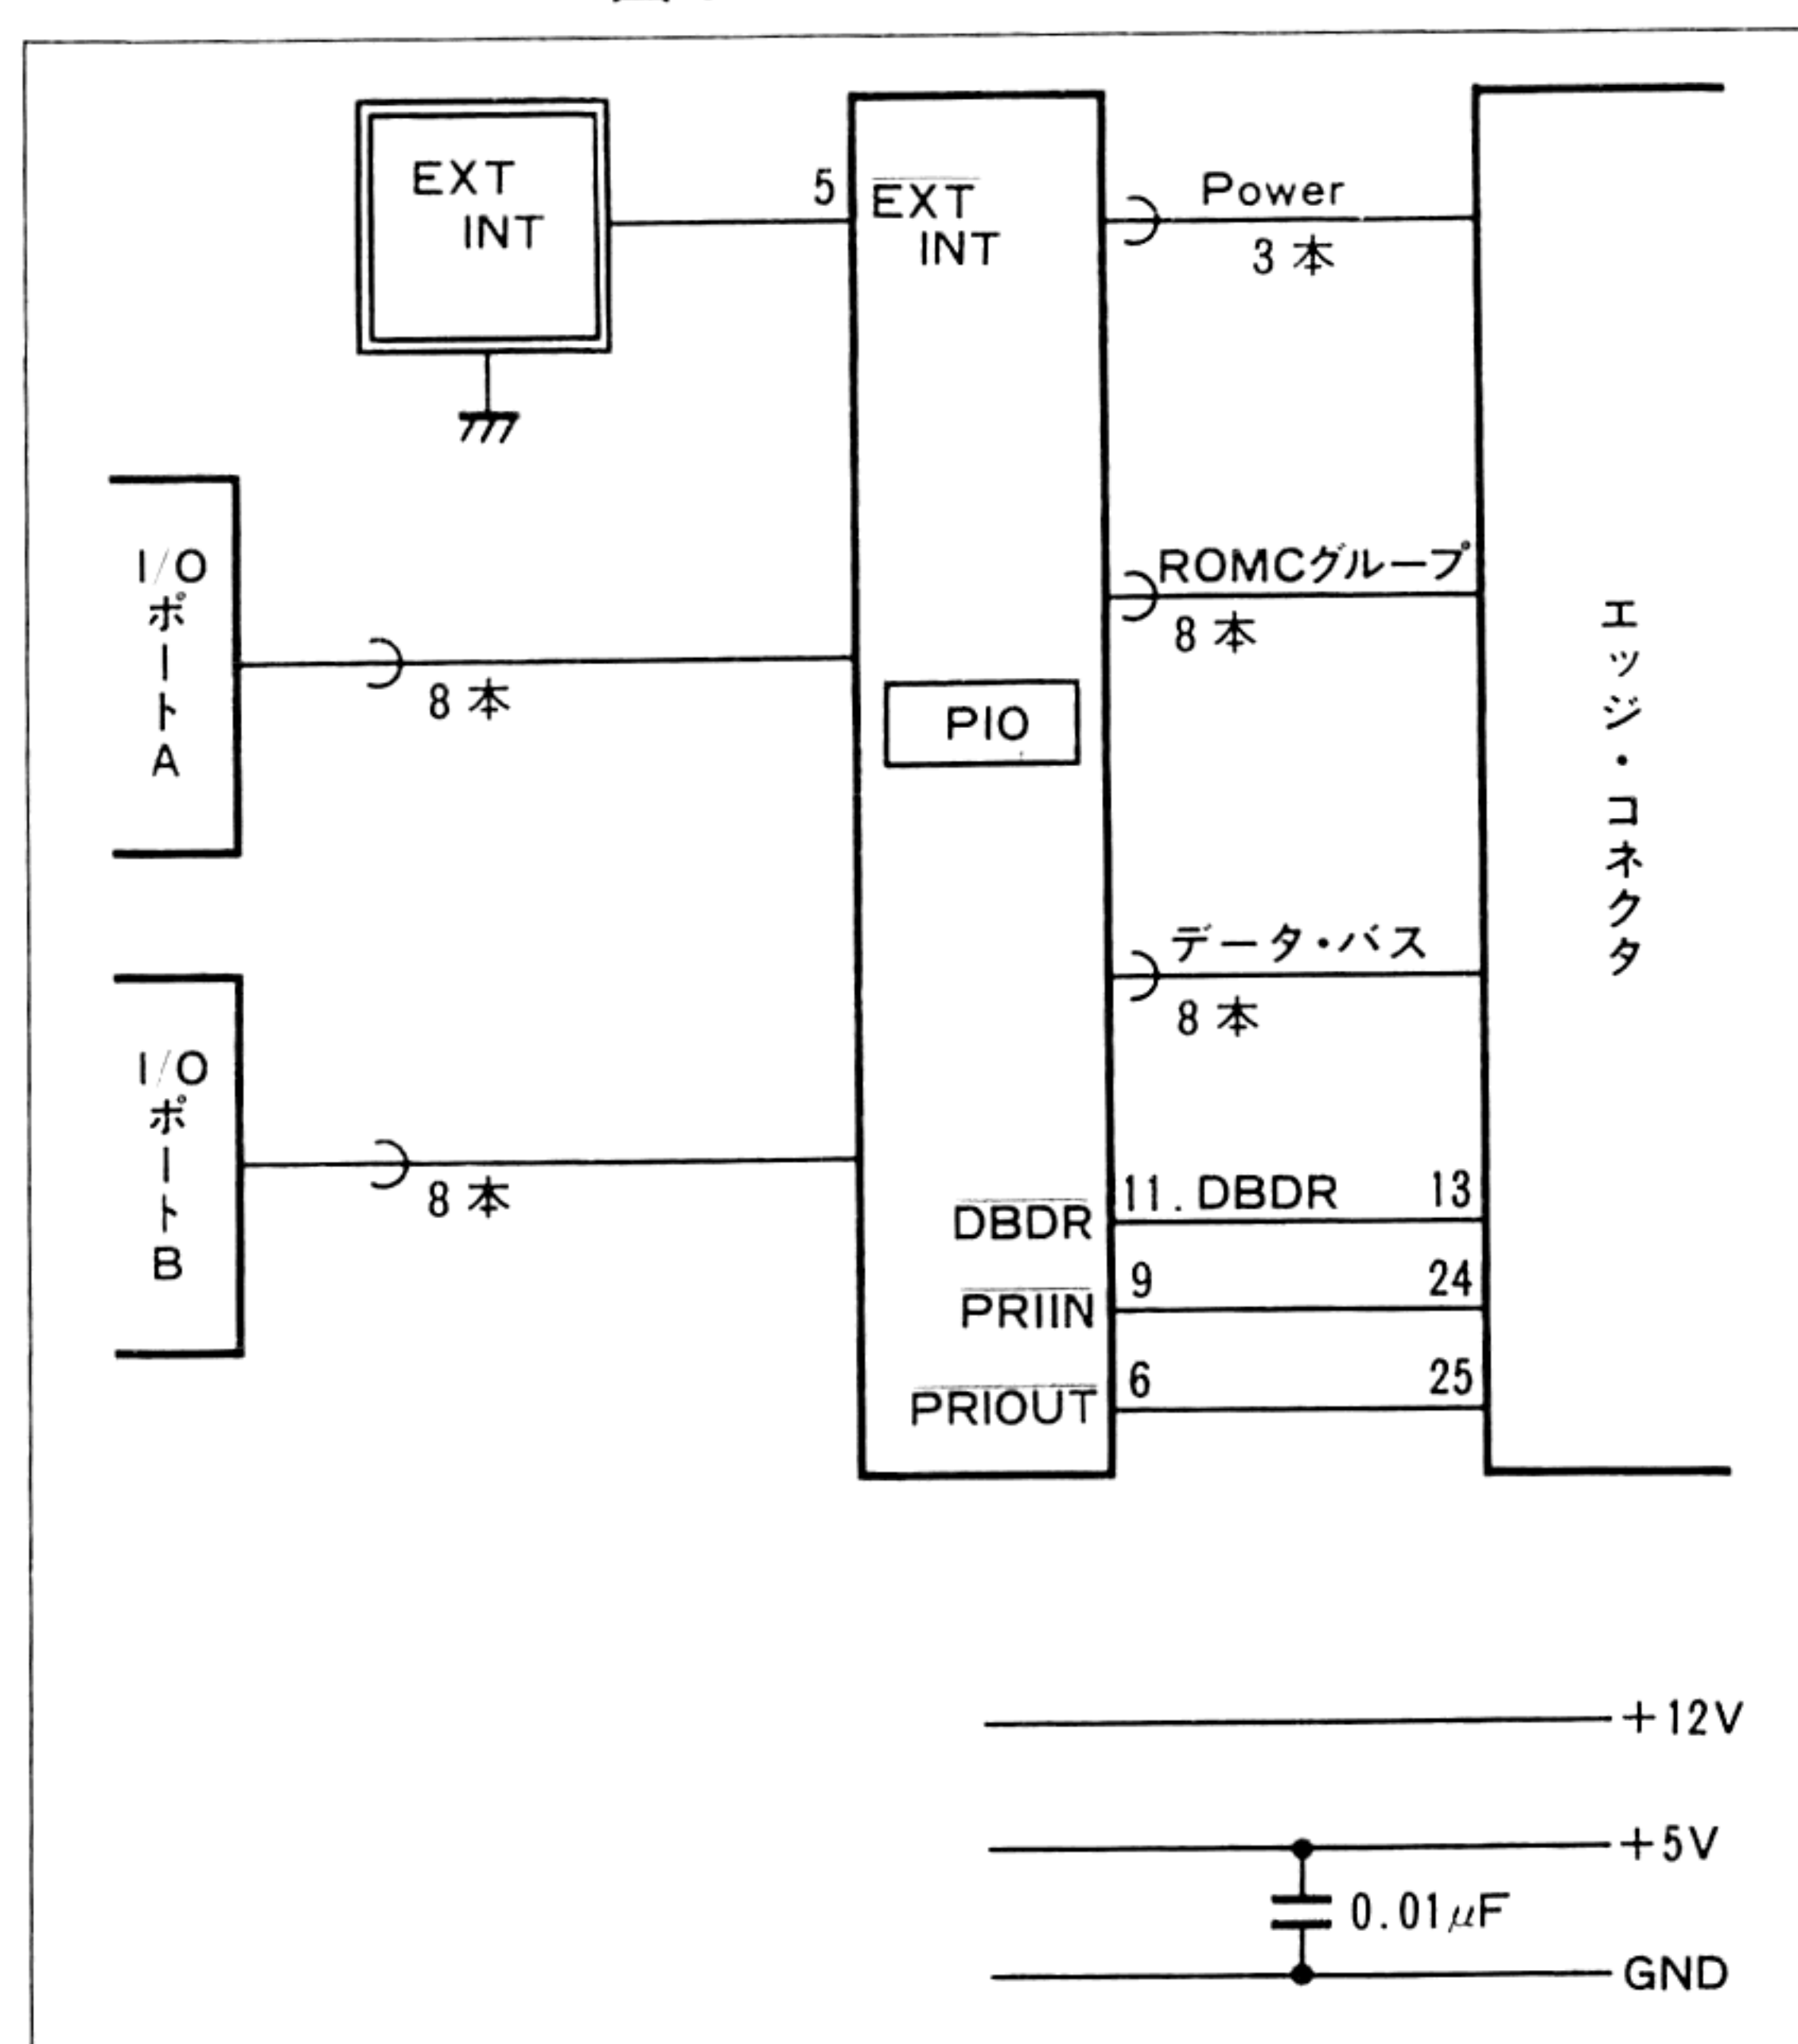 EXT
INT
5
EXT
INT
Power
3本
I/O
ポートA
8本
PIO
ROMCグループ
8本
エッジ・コネクタ
データ・バス
8本
I/O
ポートB
8本
DBDR
11. DBDR
13
PRIIN
9
24
PRIOUT
6
25
+12V
+5V
0.01μF
GND